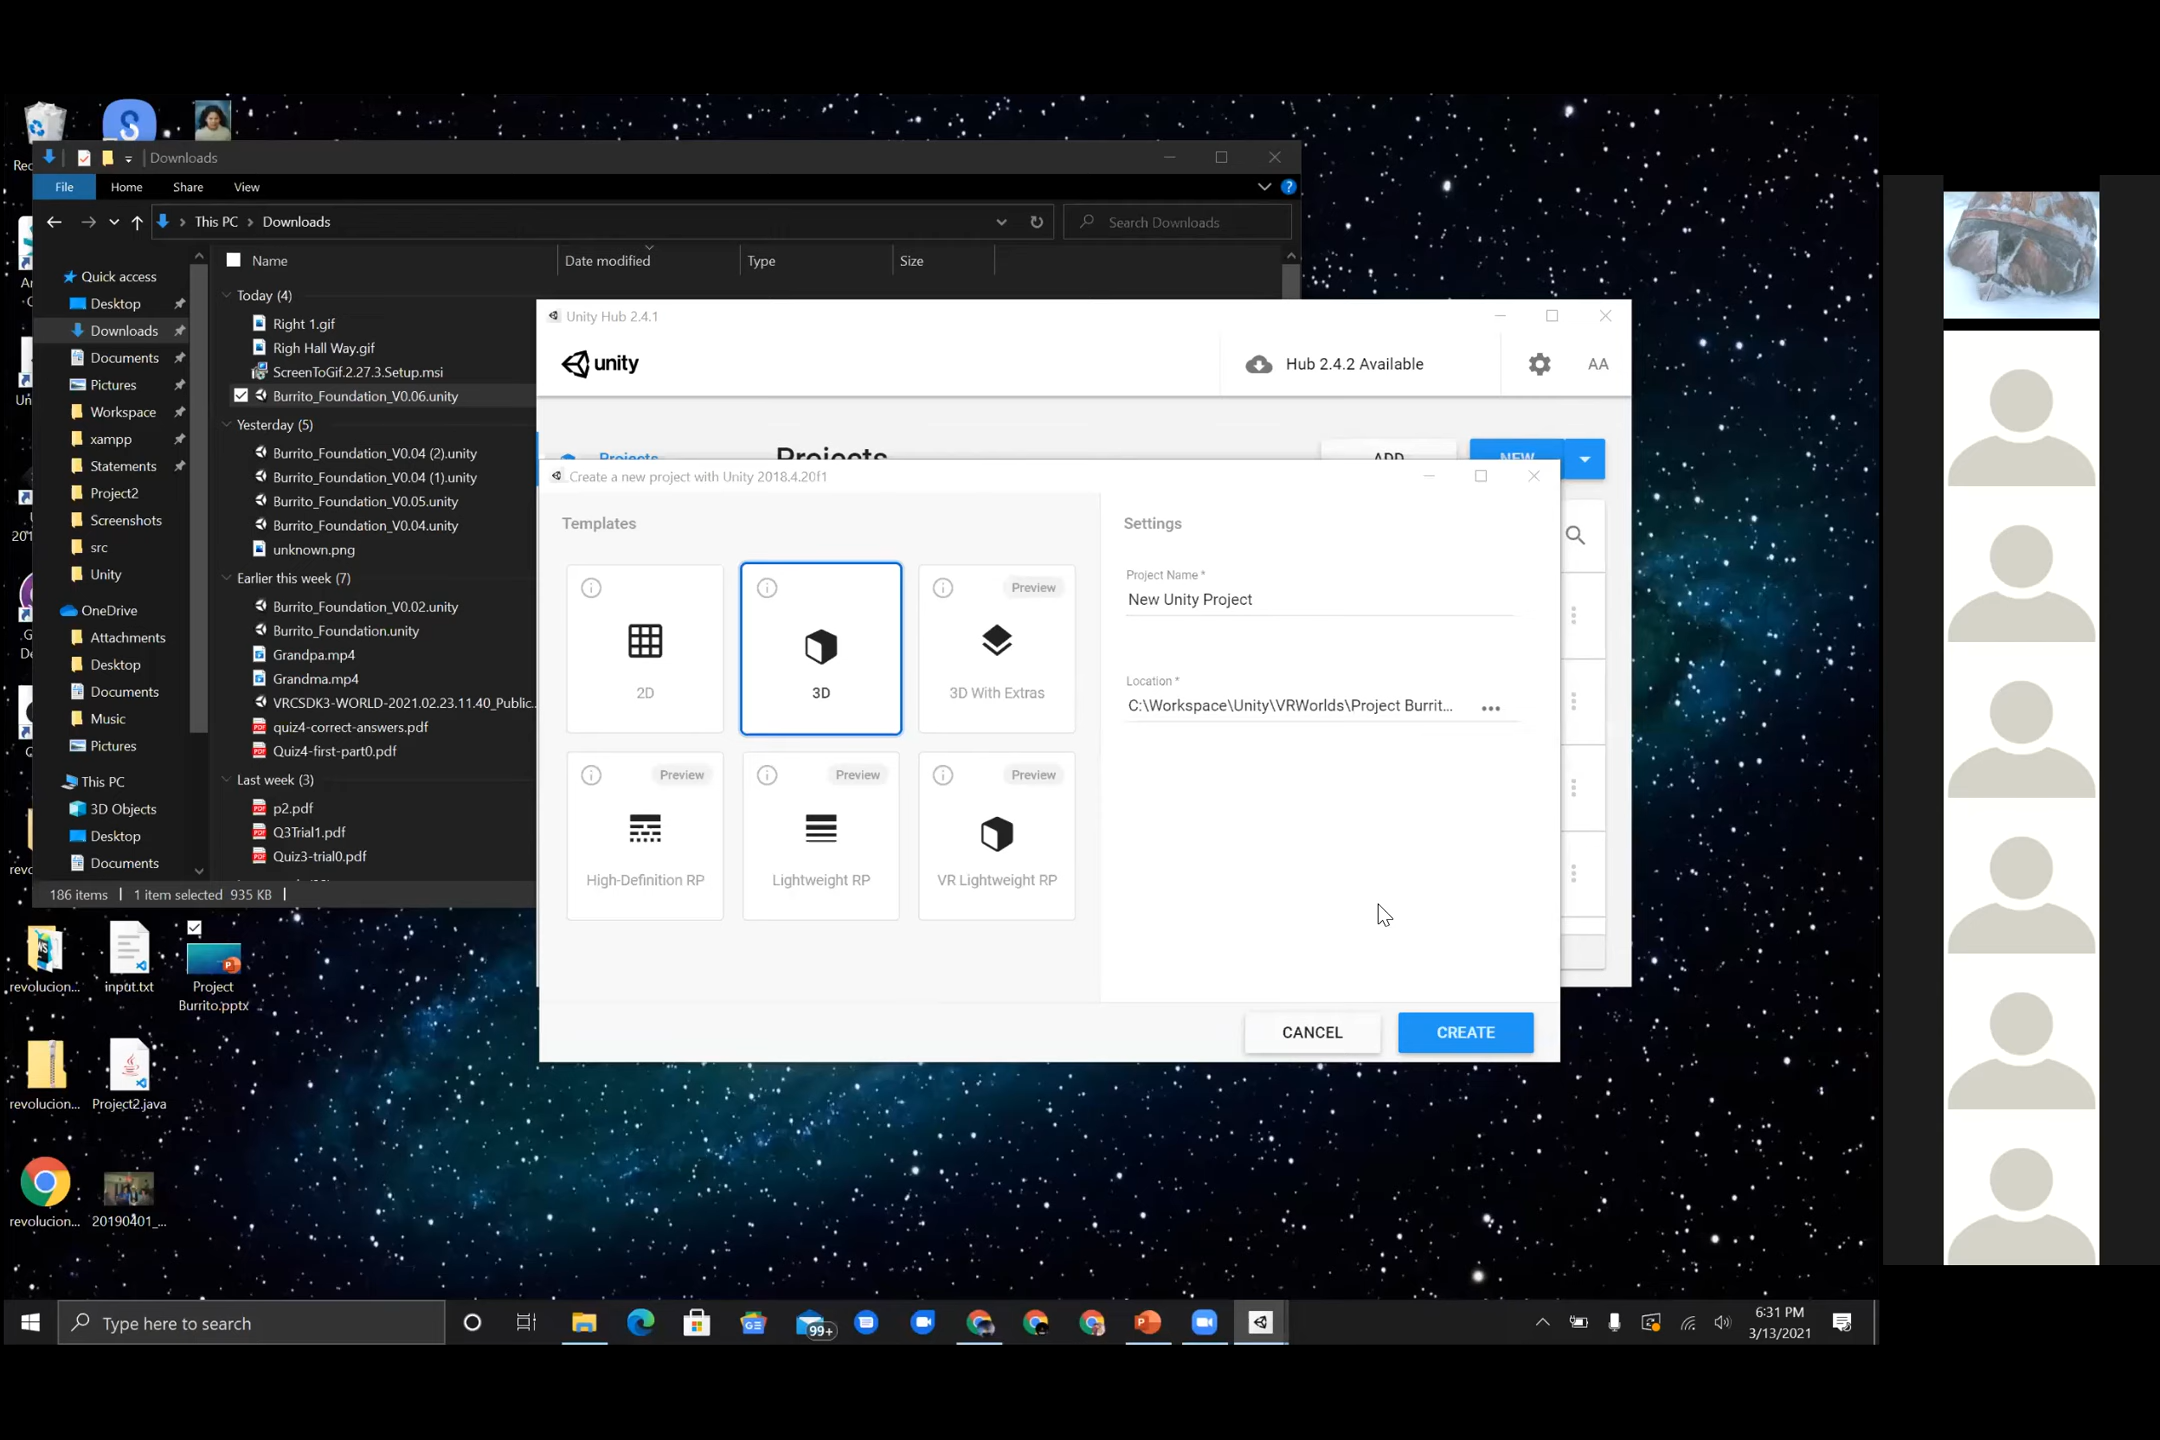 Downloads
File Home Share View
This PC Downloads
Search Downloads
Name Date modified Type Size
Quick access
Desktop
Downloads
Documents
Pictures
Workspace
xampp
Statements
Project2
Screenshots
src
Unity
OneDrive
Attachments
Desktop
Documents
Music
Pictures
This PC
3D Objects
Desktop
Documents
Today (4)
Right 1.gif
Righ Hall Way.gif
ScreenToGif.2.27.3.Setup.msi
Burrito_Foundation_V0.06.unity
Yesterday (5)
Burrito_Foundation_V0.04 (2).unity
Burrito_Foundation_V0.04 (1).unity
Burrito_Foundation_V0.05.unity
Burrito_Foundation_V0.04.unity
unknown.png
Earlier this week (7)
Burrito_Foundation_V0.02.unity
Burrito_Foundation.unity
Grandpa.mp4
Grandma.mp4
VRCSDK3-WORLD-2021.02.23.11.40_Public...
quiz4-correct-answers.pdf
Quiz4-first-part0.pdf
Last week (3)
p2.pdf
Q3Trial1.pdf
Quiz3-trial0.pdf
186 items 1 item selected 935 KB
Unity Hub 2.4.1
unity
Hub 2.4.2 Available
AA
Projects
Projects
ADD
NEW
Create a new project with Unity 2018.4.20f1
Templates
2D
3D
Preview
3D With Extras
Preview
High-Definition RP
Preview
Lightweight RP
Preview
VR Lightweight RP
Settings
Project Name *
New Unity Project
Location *
C:\Workspace\Unity\VRWorlds\Project Burrit...
CANCEL
CREATE
revolucion...
input.txt
Project
Burrito.pptx
revolucion...
Project2.java
revolucion...
20190401_...
Type here to search
99+
6:31 PM
3/13/2021